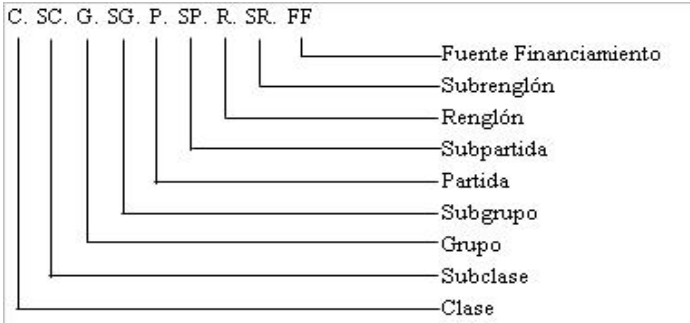 C. SC. G. SG. P. SP. R. SR. FF
Fuente Financiamiento
Subrenglón
Renglón
Subpartida
Partida
Subgrupo
Grupo
Subclase
Clase